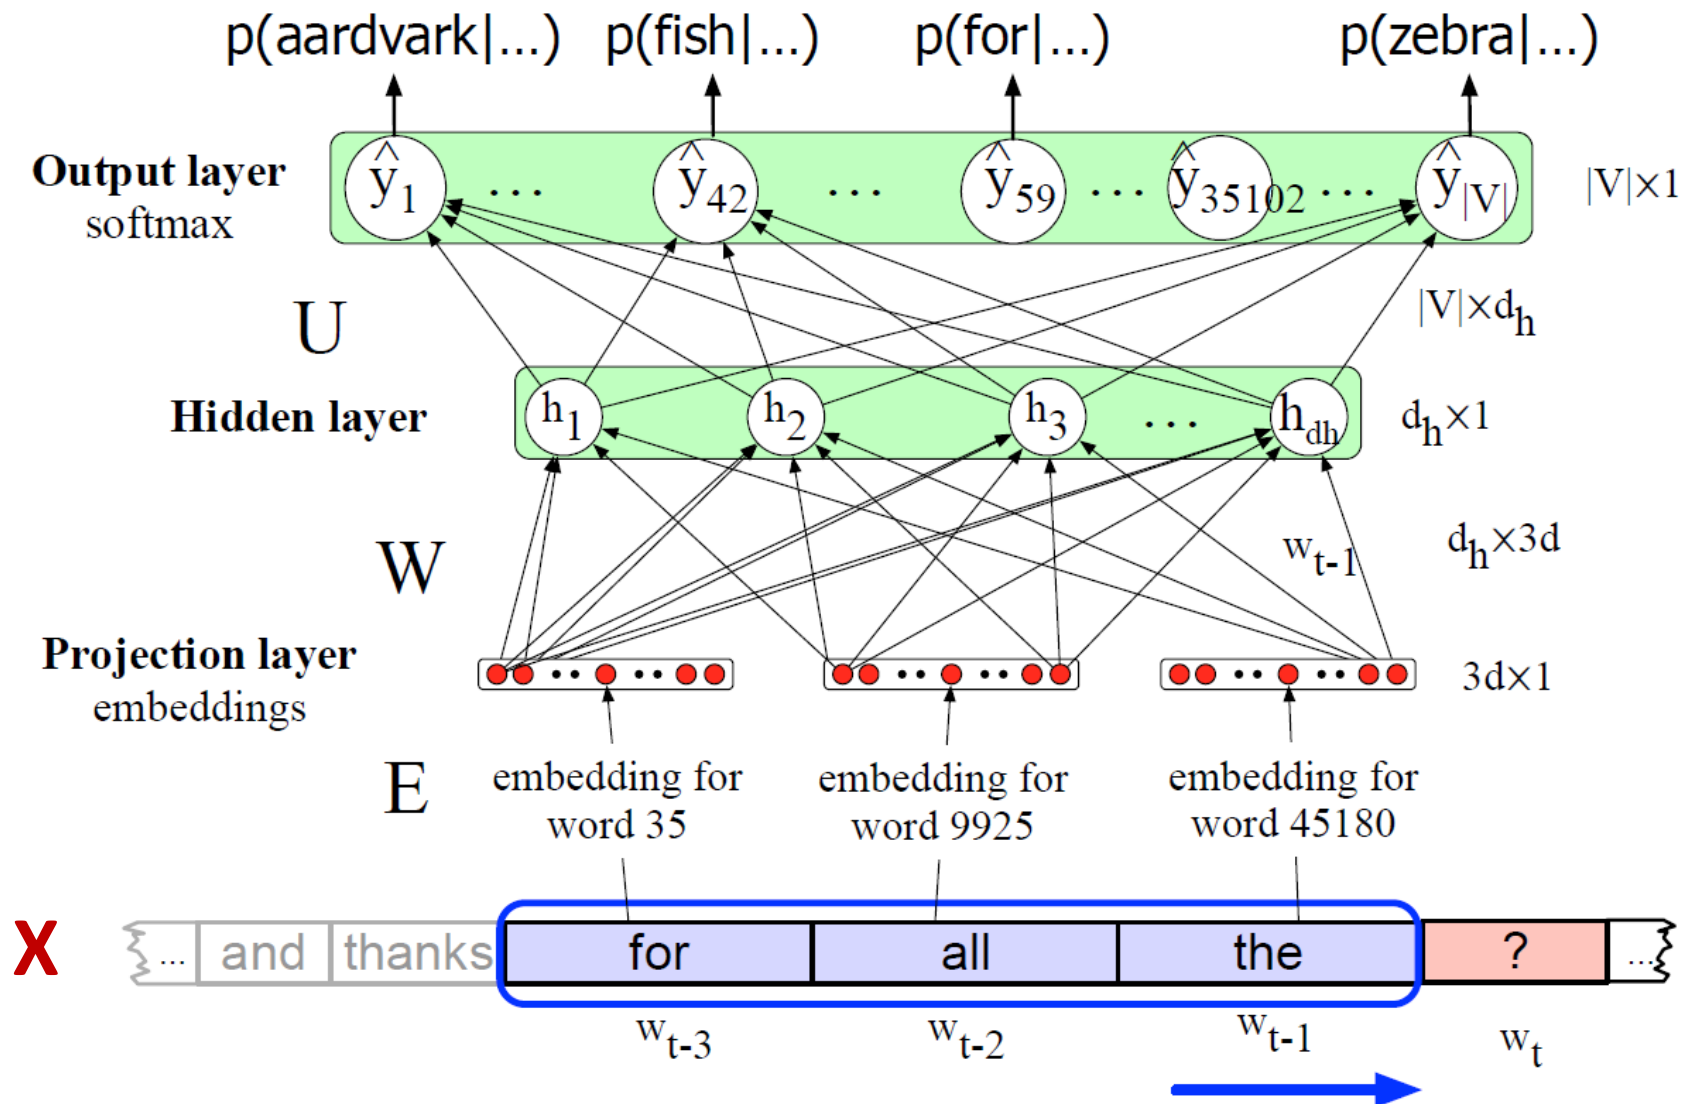 p(aardvark|...) p(fish|...) p(for|...) p(zebra|...)
Output layer
softmax
ŷ1 ... ŷ42 ... ŷ59 ... ŷ35102 ... ŷ|V|
|V|×1
U
|V|×dh
Hidden layer
h1 h2 h3 ... hdh
dh×1
W
wt-1
dh×3d
Projection layer
embeddings
3d×1
E
embedding for
word 35
embedding for
word 9925
embedding for
word 45180
X
... and thanks for all the ? ...
wt-3 wt-2 wt-1 wt